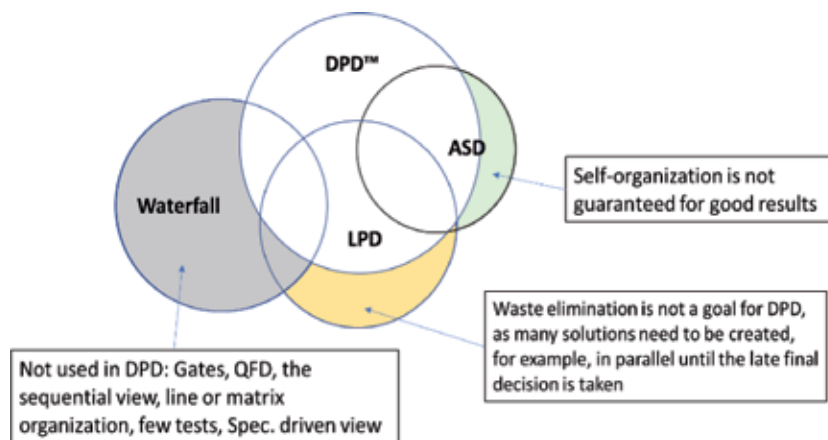 DPD™
ASD
Waterfall
LPD
Self-organization is not
guaranteed for good results
Waste elimination is not a goal for DPD,
as many solutions need to be created,
for example, in parallel until the late final
decision is taken
Not used in DPD: Gates, QFD, the
sequential view, line or matrix
organization, few tests, Spec. driven view